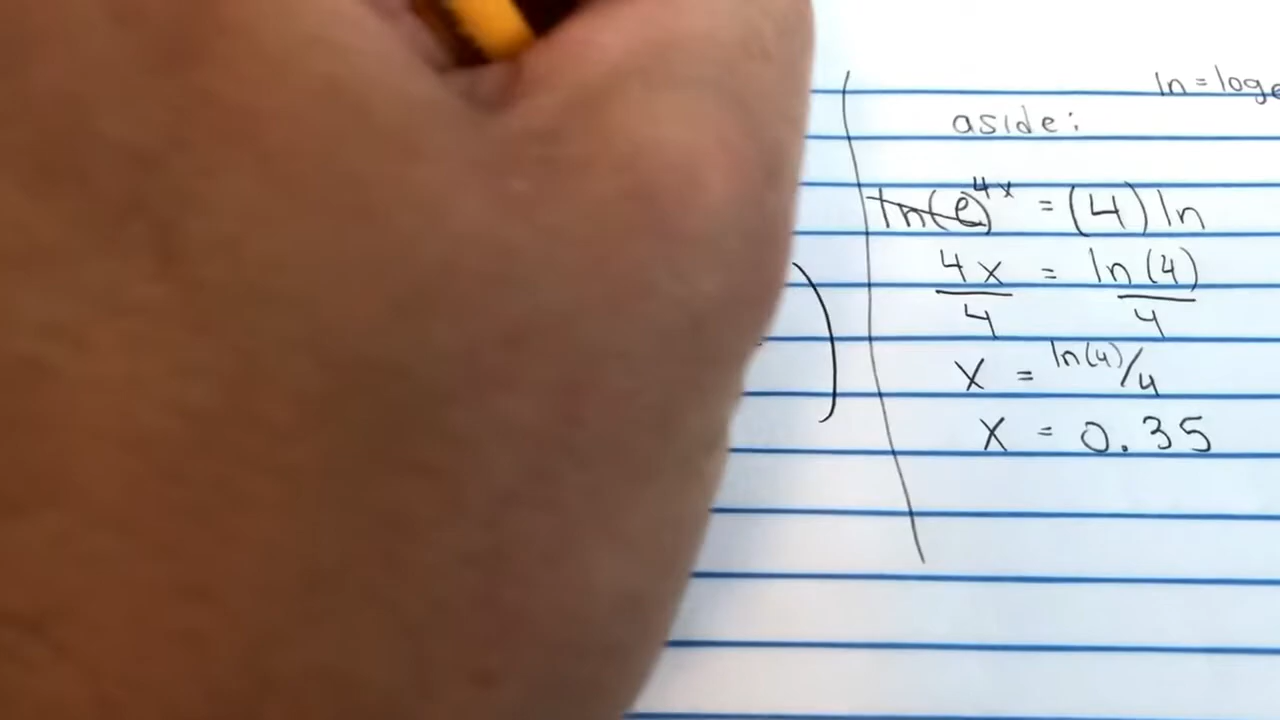 ln = loge
aside:
ln(e)^4x = (4) ln
4x = ln(4)
4 4
x = ln(4)/4
x = 0.35